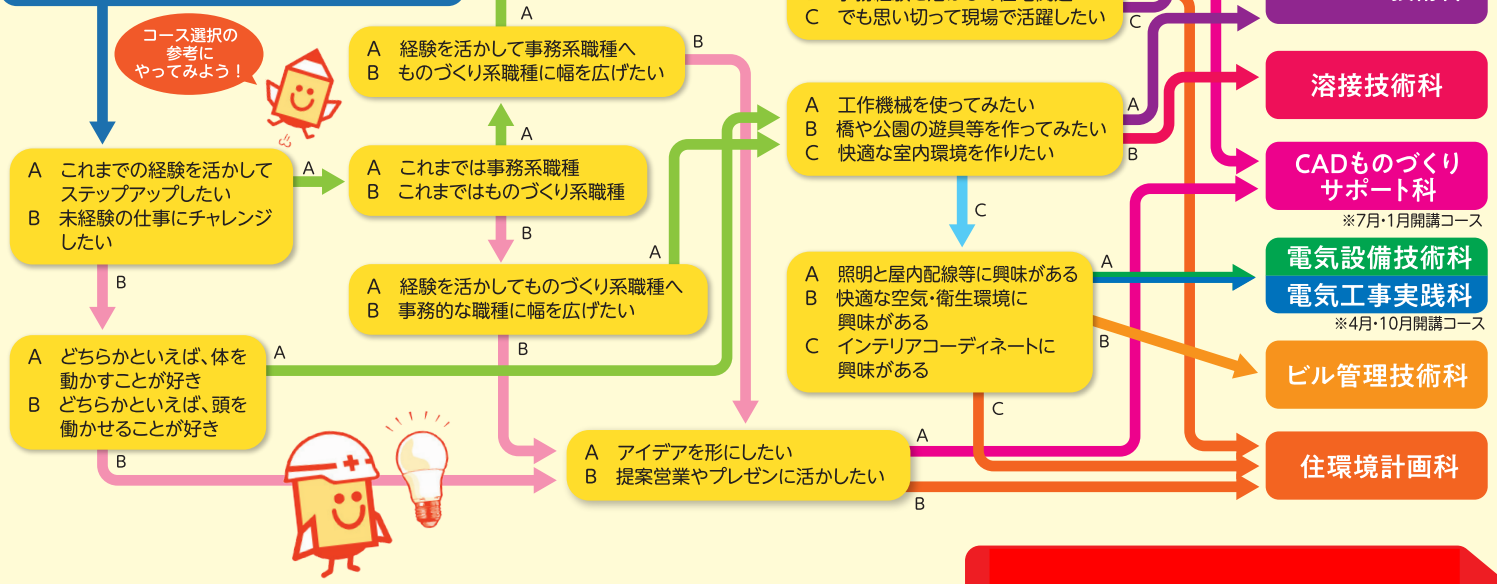 コース選択の
参考に
やってみよう!
A これまでの経験を活かして
ステップアップしたい
B 未経験の仕事にチャレンジ
したい
A
B
A どちらかといえば、体を
動かすことが好き
B どちらかといえば、頭を
働かせることが好き
A
B
A
A 経験を活かして事務系職種へ
B ものづくり系職種に幅を広げたい
B
A
A これまでは事務系職種
B これまではものづくり系職種
B
A
A 経験を活かしてものづくり系職種へ
B 事務的な職種に幅を広げたい
B
A アイデアを形にしたい
B 提案営業やプレゼンに活かしたい
A
B
C でも思い切って現場で活躍したい
C
A 工作機械を使ってみたい
B 橋や公園の遊具等を作ってみたい
C 快適な室内環境を作りたい
A
B
C
A 照明と屋内配線等に興味がある
B 快適な空気・衛生環境に
興味がある
C インテリアコーディネートに
興味がある
A
B
C
溶接技術科
CADものづくり
サポート科
※7月・1月開講コース
電気設備技術科
電気工事実践科
※4月・10月開講コース
ビル管理技術科
住環境計画科